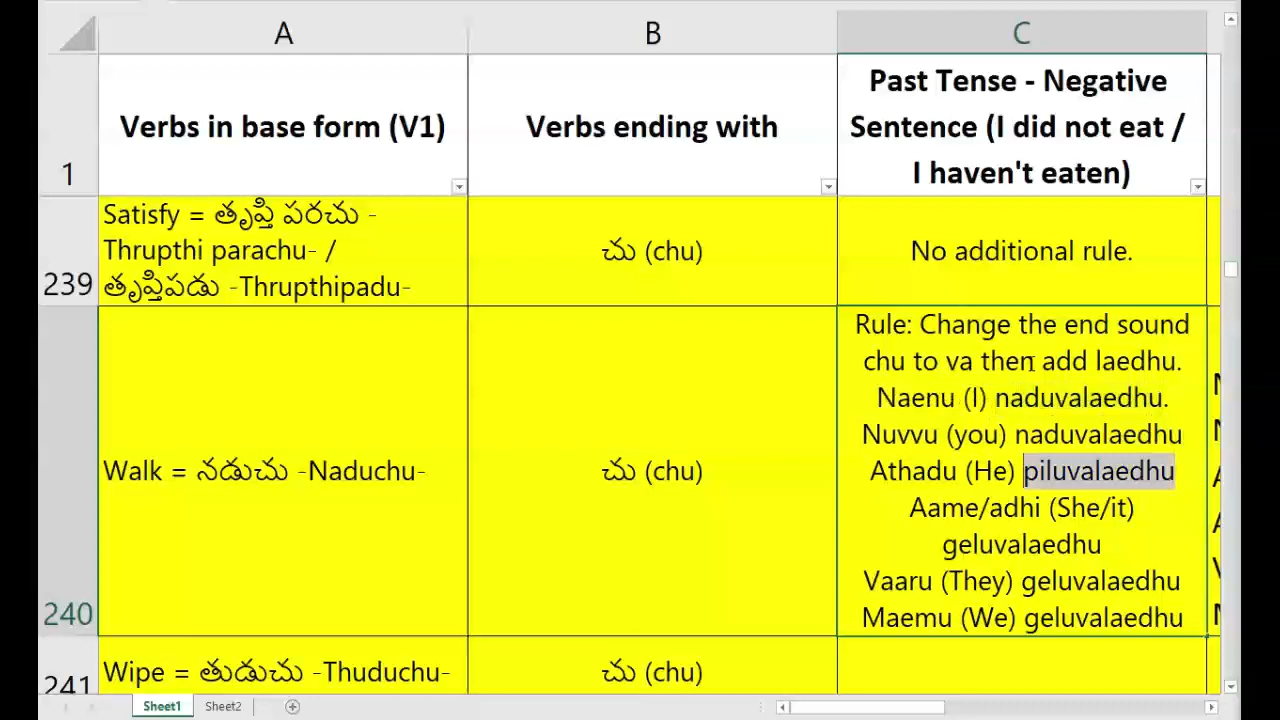 A
B
C
1
Verbs in base form (V1)
Verbs ending with
Past Tense - Negative
Sentence (I did not eat /
I haven't eaten)
239
Satisfy = తృప్తి పరచు -
Thrupthi parachu- /
తృప్తిపడు -Thrupthipadu-
చు (chu)
No additional rule.
240
Walk = నడుచు -Naduchu-
చు (chu)
Rule: Change the end sound
chu to va then add laedhu.
Naenu (I) naduvalaedhu.
Nuvvu (you) naduvalaedhu
Athadu (He) piluvalaedhu
Aame/adhi (She/it)
geluvalaedhu
Vaaru (They) geluvalaedhu
Maemu (We) geluvalaedhu
241
Wipe = తుడుచు -Thuduchu-
చు (chu)
Sheet1
Sheet2